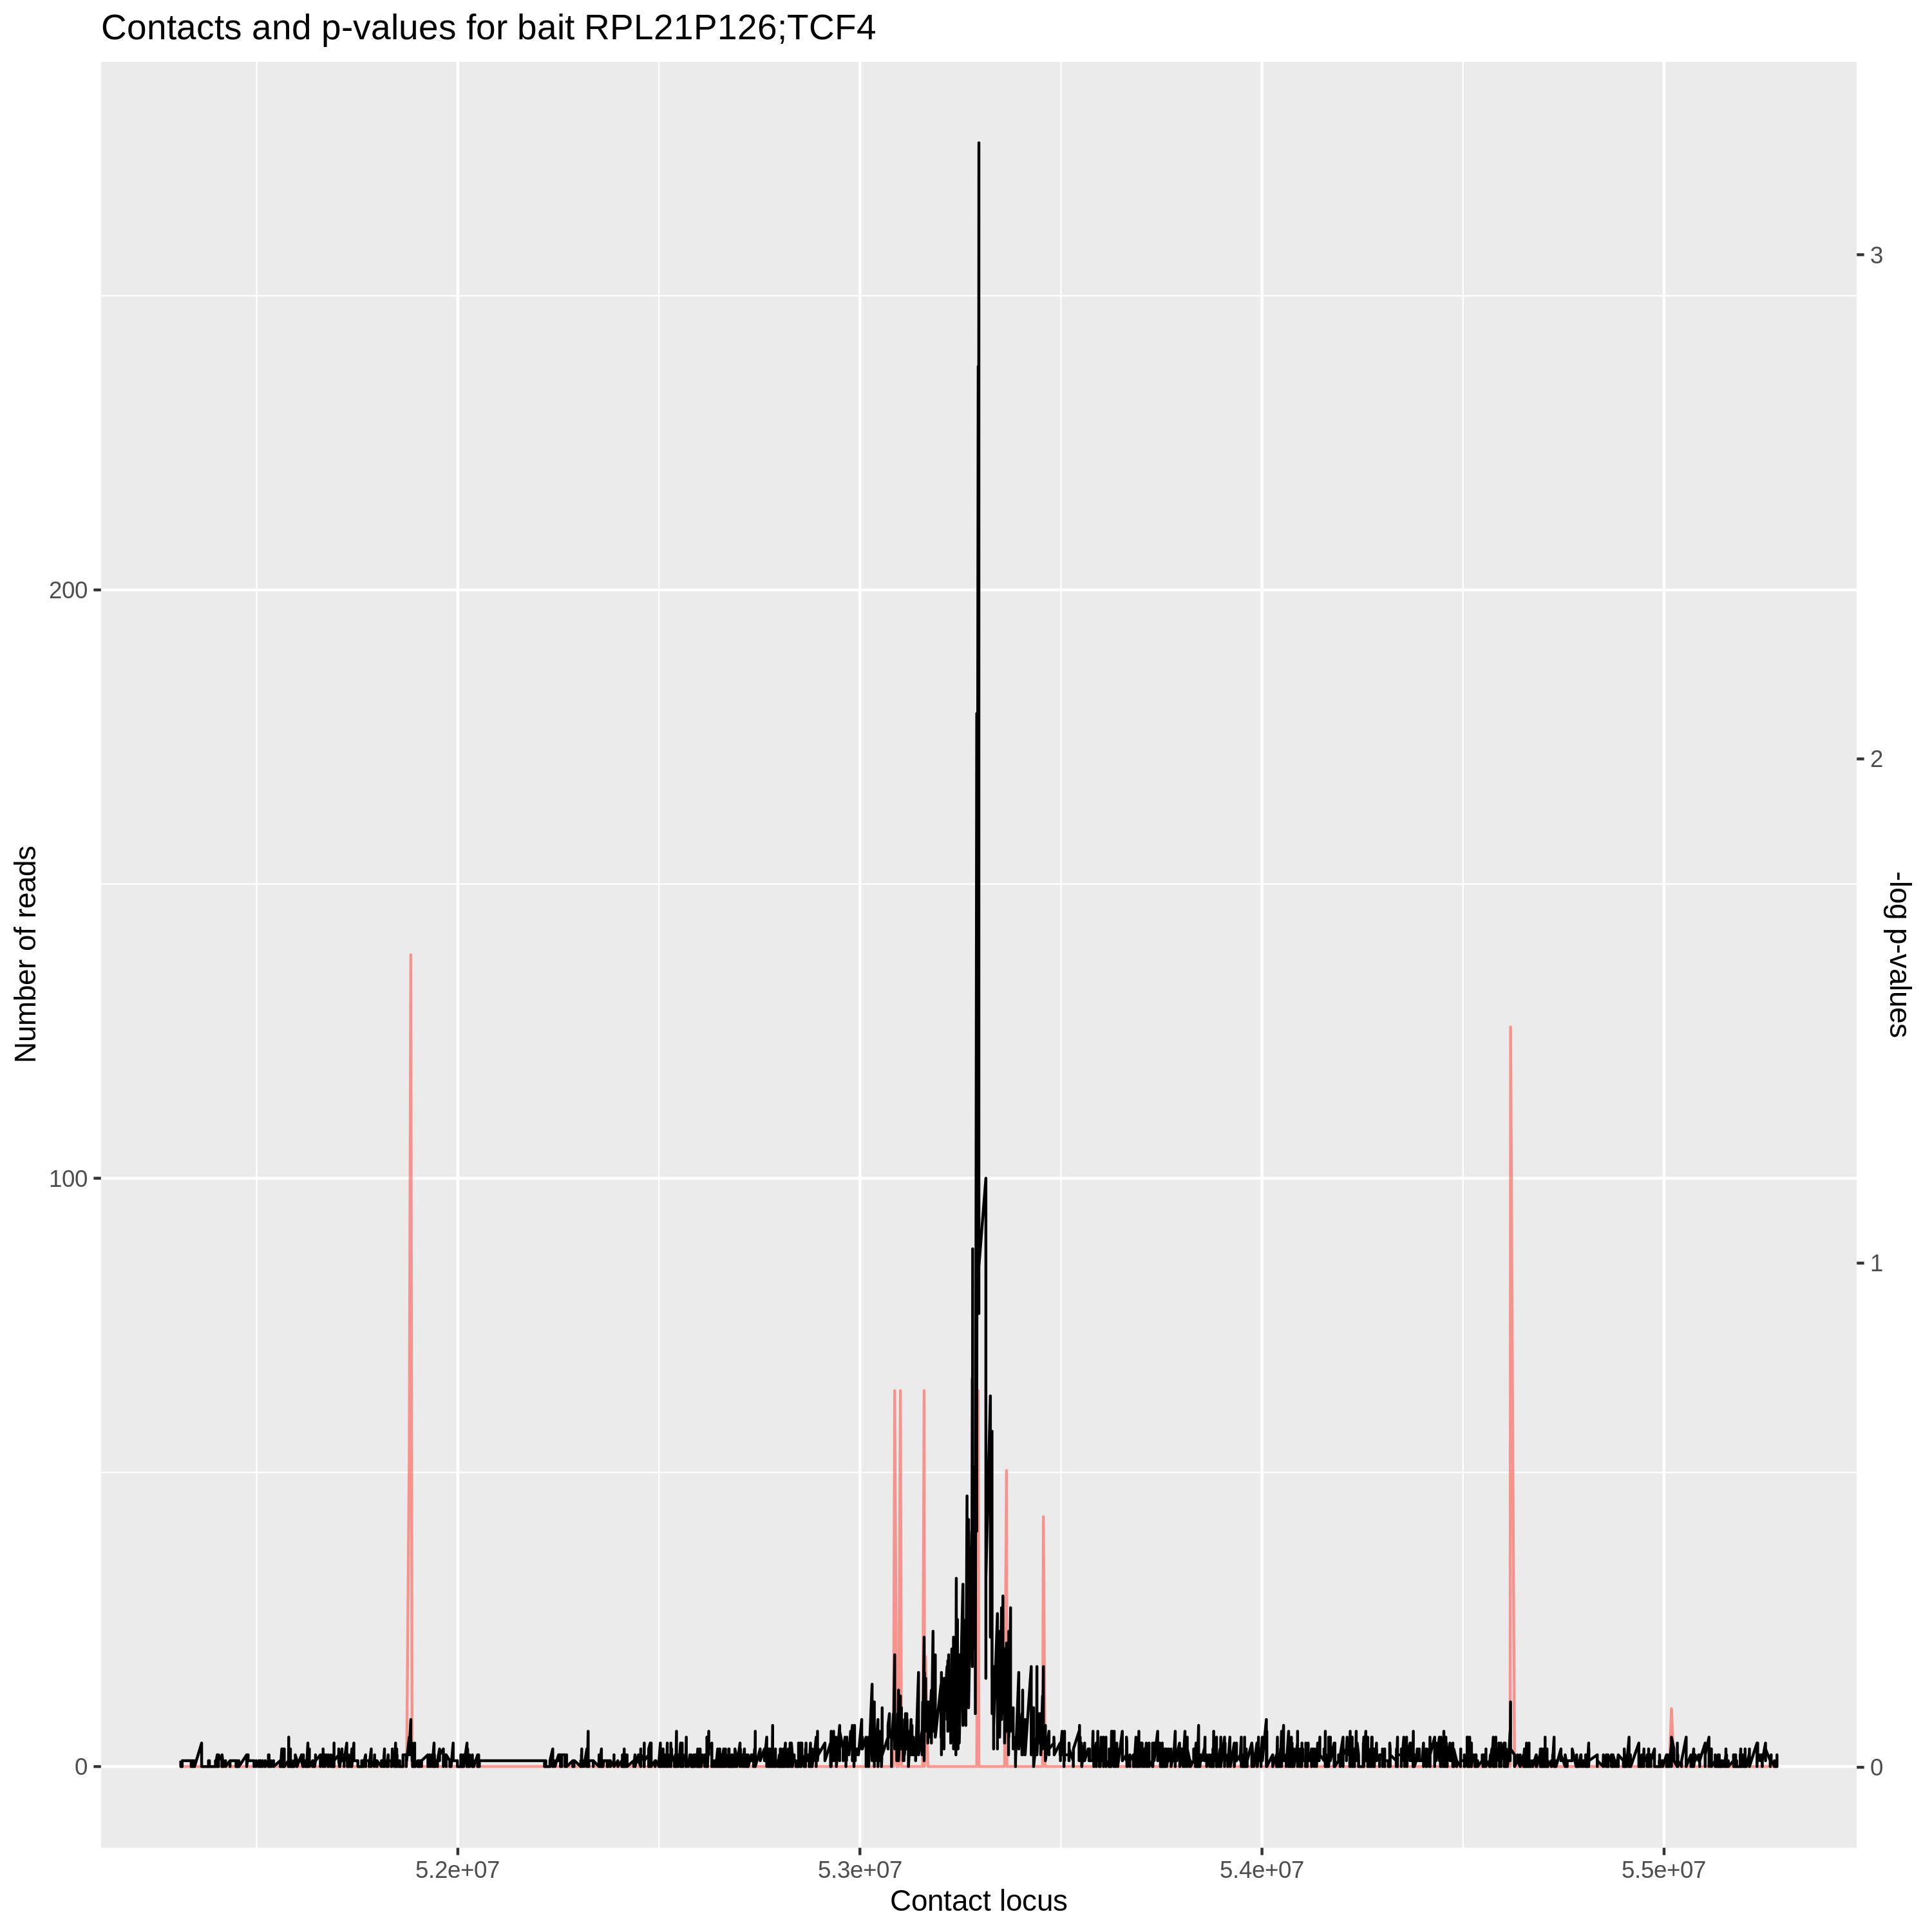 Contacts and p-values for bait RPL21P126;TCF4
3
200
2
Number of reads
-log p-values
1
100
0
0
5.2e+07
5.3e+07
5.4e+07
5.5e+07
Contact locus